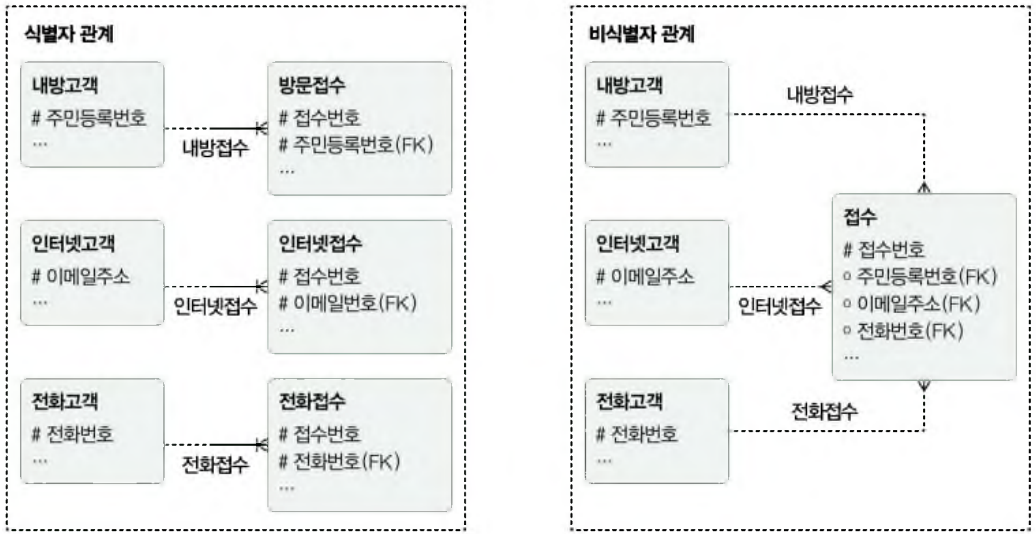 식별자 관계
내방고객
# 주민등록번호
...
내방접수
방문접수
# 접수번호
# 주민등록번호(FK)
...
인터넷고객
# 이메일주소
...
인터넷접수
인터넷접수
# 접수번호
# 이메일번호(FK)
...
전화고객
# 전화번호
...
전화접수
전화접수
# 접수번호
# 전화번호(FK)
...
비식별자 관계
내방고객
# 주민등록번호
...
내방접수
인터넷고객
# 이메일주소
...
인터넷접수
접수
# 접수번호
o 주민등록번호(FK)
o 이메일주소(FK)
o 전화번호(FK)
...
전화고객
# 전화번호
...
전화접수